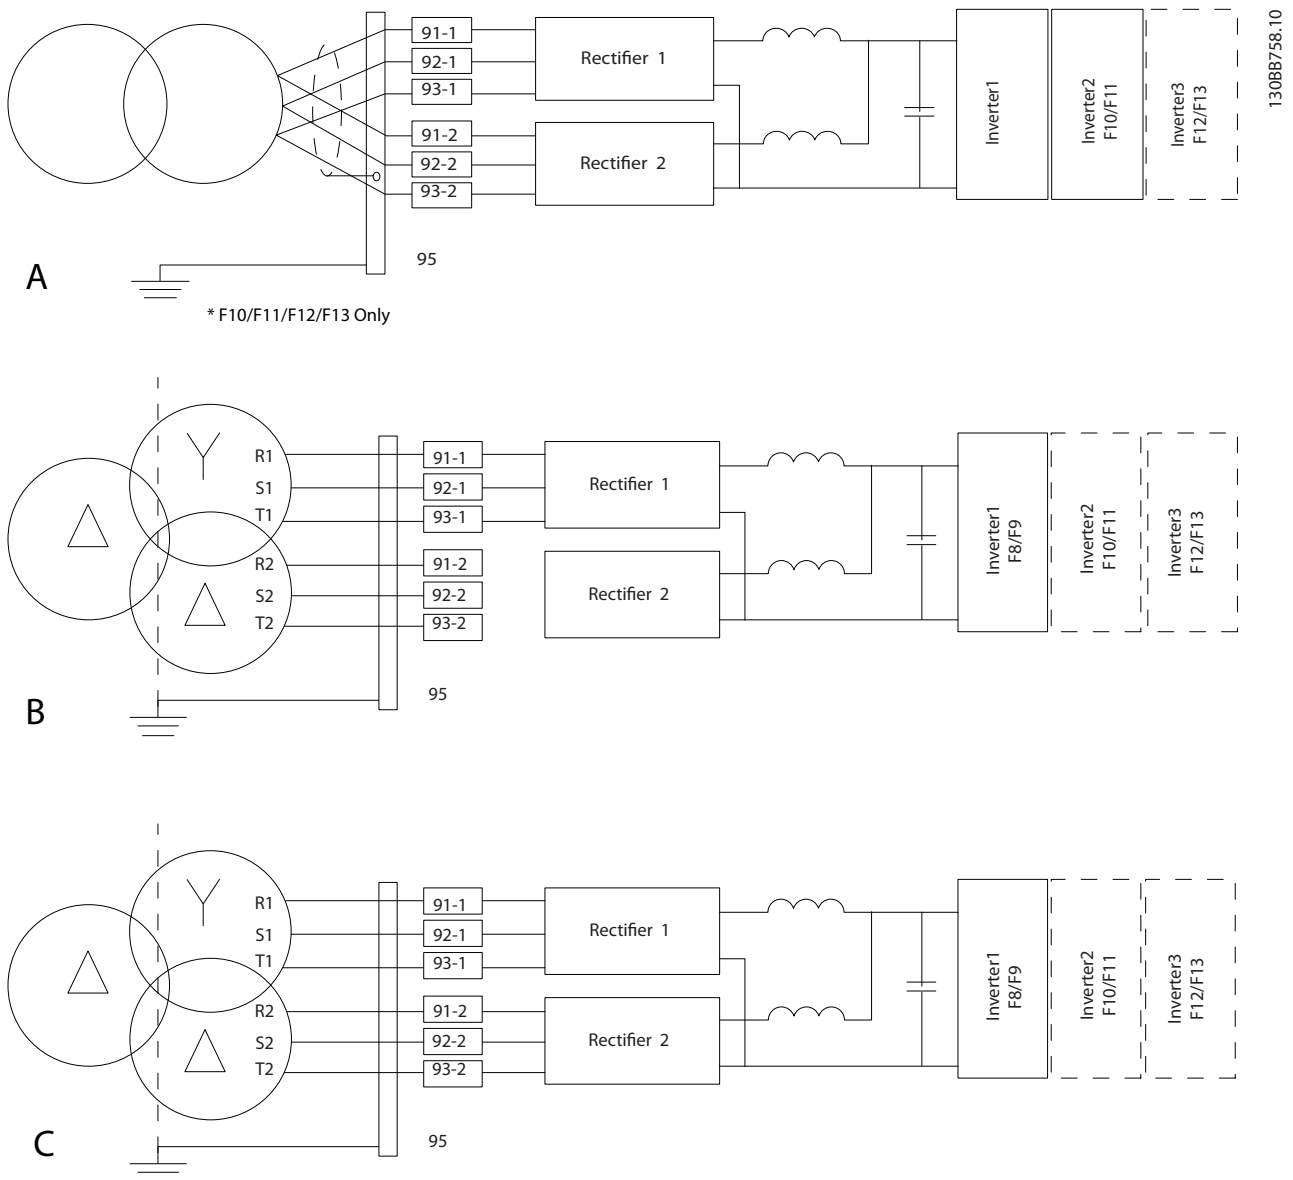 91-1
92-1
93-1
91-2
92-2
93-2
Rectifier 1
Rectifier 2
Inverter1
Inverter2
F10/F11
Inverter3
F12/F13
130BB758.10
95
A
* F10/F11/F12/F13 Only
R1
S1
T1
R2
S2
T2
91-1
92-1
93-1
91-2
92-2
93-2
Rectifier 1
Rectifier 2
Inverter1
F8/F9
Inverter2
F10/F11
Inverter3
F12/F13
95
B
R1
S1
T1
R2
S2
T2
91-1
92-1
93-1
91-2
92-2
93-2
Rectifier 1
Rectifier 2
Inverter1
F8/F9
Inverter2
F10/F11
Inverter3
F12/F13
95
C